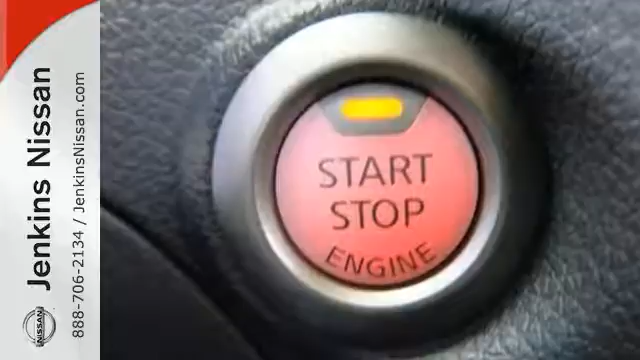 Jenkins Nissan
888-706-2134 / JenkinsNissan.com
NISSAN
START
STOP
ENGINE